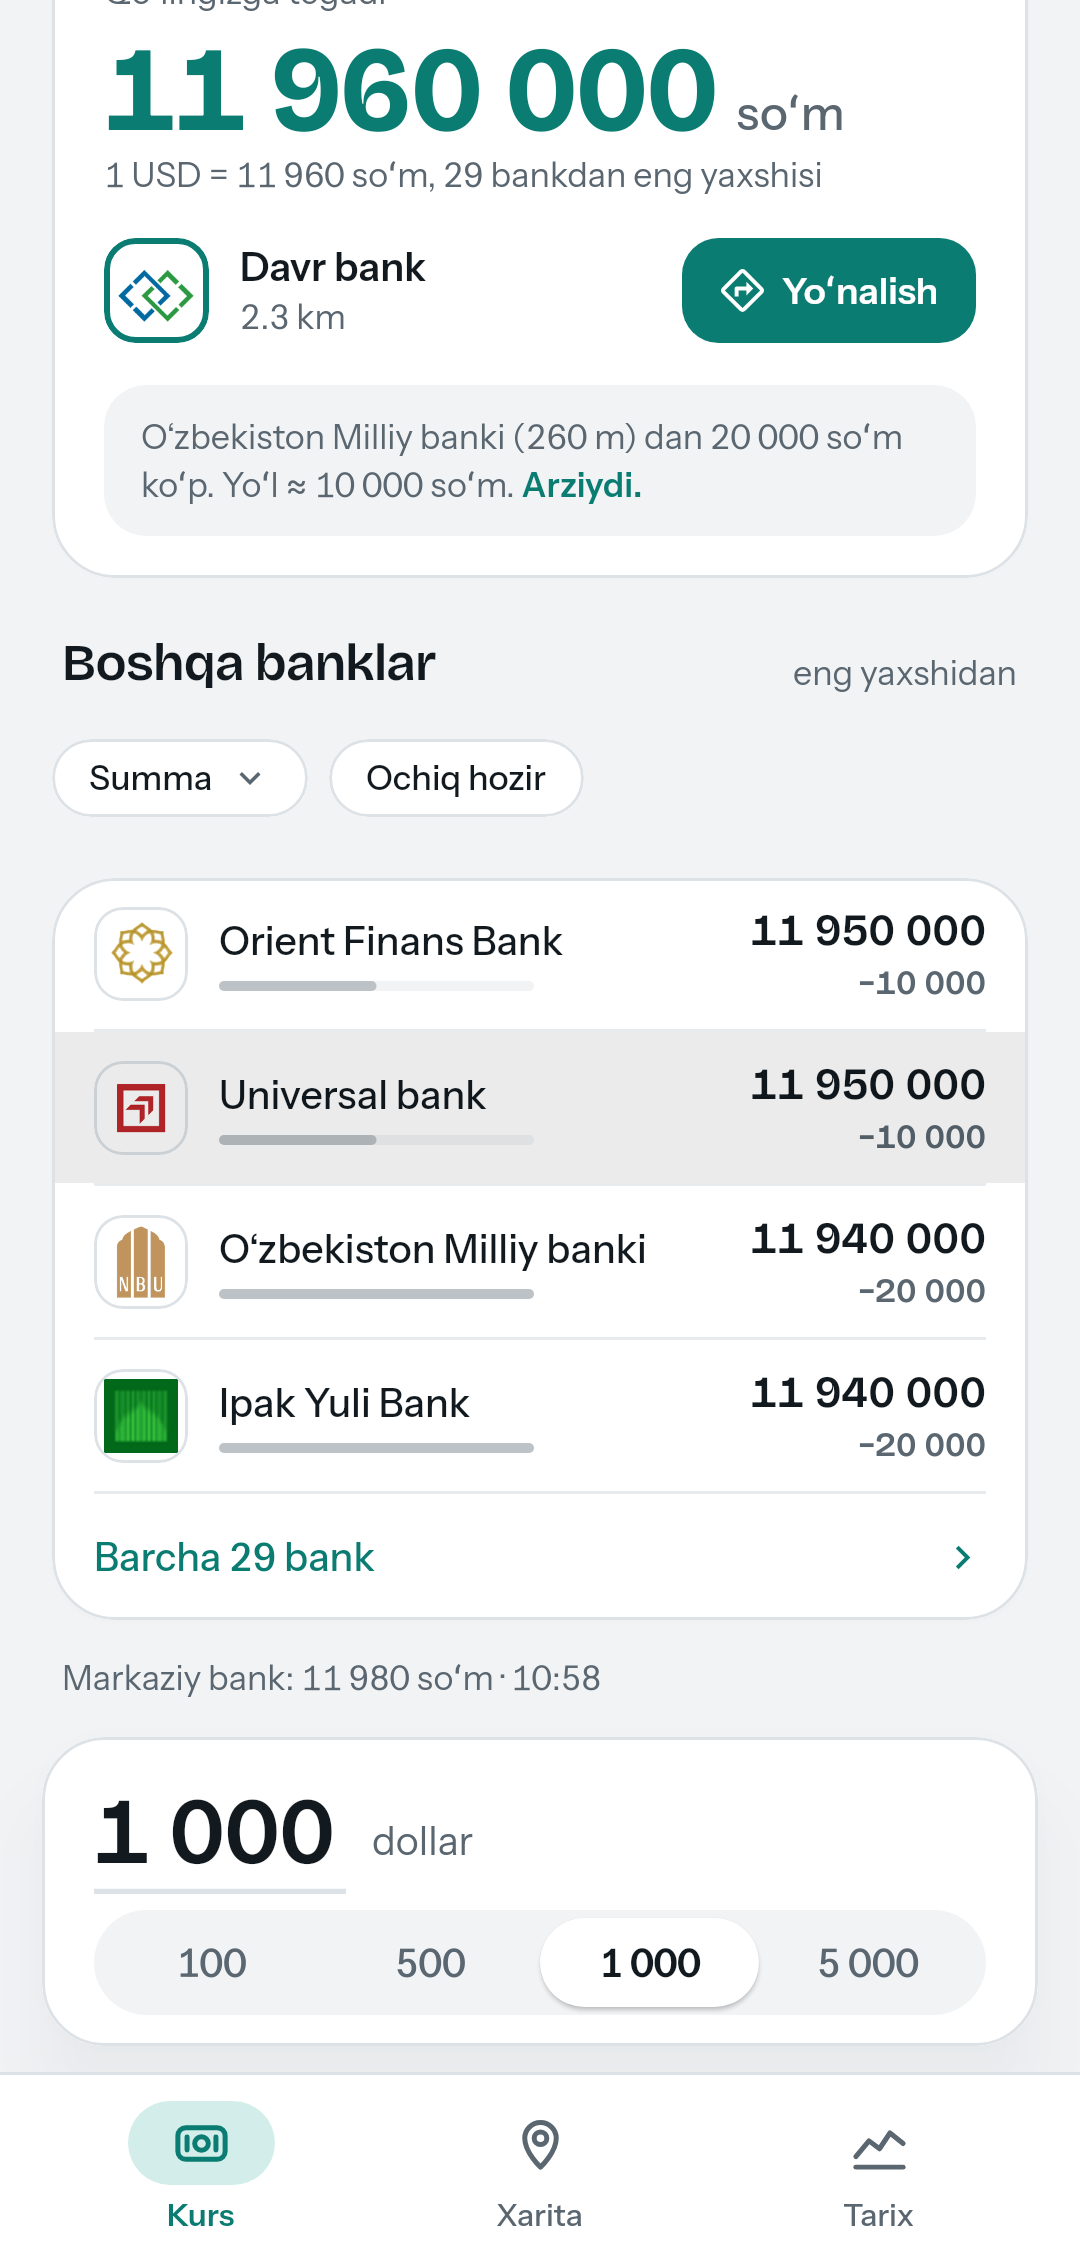 Qo‘lingizga tegadi
11 960 000 so‘m
1 USD = 11 960 so‘m, 29 bankdan eng yaxshisi
Davr bank
2.3 km
Yo‘nalish
O‘zbekiston Milliy banki (260 m) dan 20 000 so‘m
ko‘p. Yo‘l ≈ 10 000 so‘m. Arziydi.
Boshqa banklar
eng yaxshidan
Summa
Ochiq hozir
Orient Finans Bank
11 950 000
−10 000
Universal bank
11 950 000
−10 000
NBU
O‘zbekiston Milliy banki
11 940 000
−20 000
Ipak Yuli Bank
11 940 000
−20 000
Barcha 29 bank
Markaziy bank: 11 980 so‘m · 10:58
1 000 dollar
100 500 1 000 5 000
Kurs Xarita Tarix